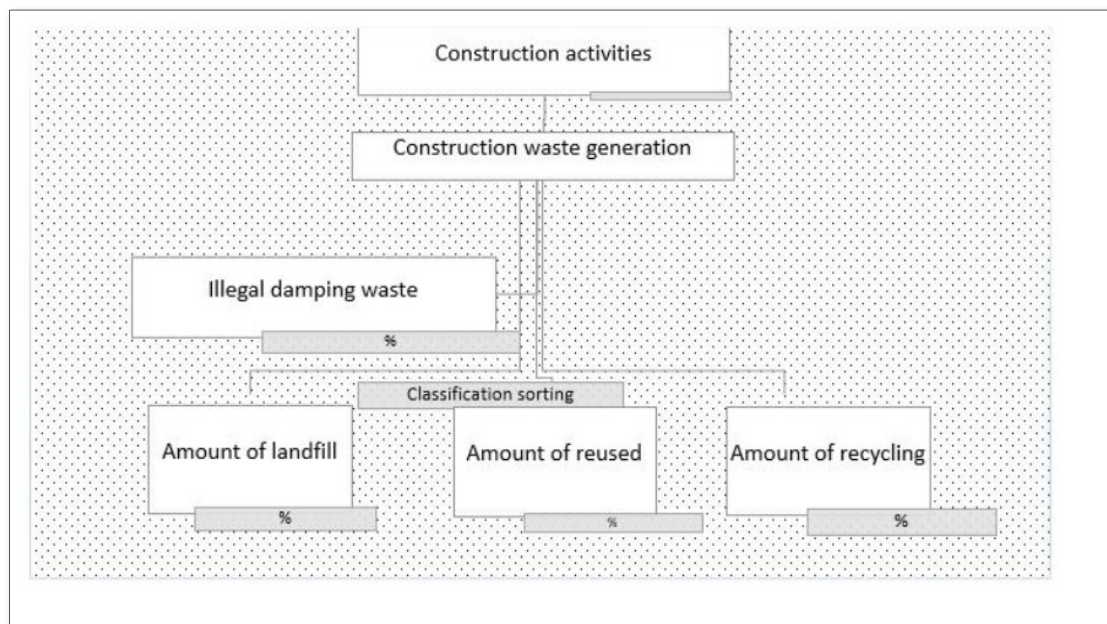 Construction activities
Construction waste generation
Illegal damping waste
%
Classification sorting
Amount of landfill
Amount of reused
Amount of recycling
%
%
%